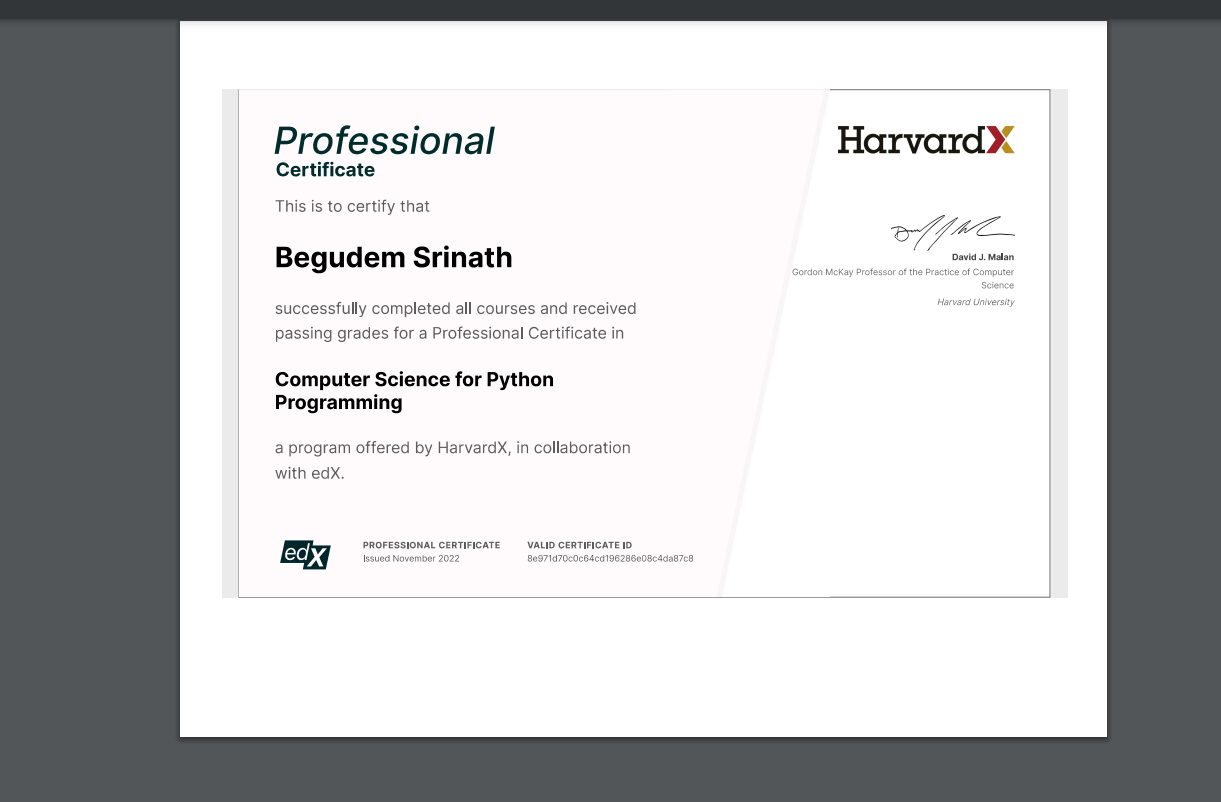 Professional
Certificate
This is to certify that
Begudem Srinath
successfully completed all courses and received
passing grades for a Professional Certificate in
Computer Science for Python
Programming
a program offered by HarvardX, in collaboration
with edX.
edX
PROFESSIONAL CERTIFICATE
Issued November 2022
VALID CERTIFICATE ID
8e971d70c0c64cd196286e08c4da87c8
HarvardX
David J. Malan
Gordon McKay Professor of the Practice of Computer
Science
Harvard University